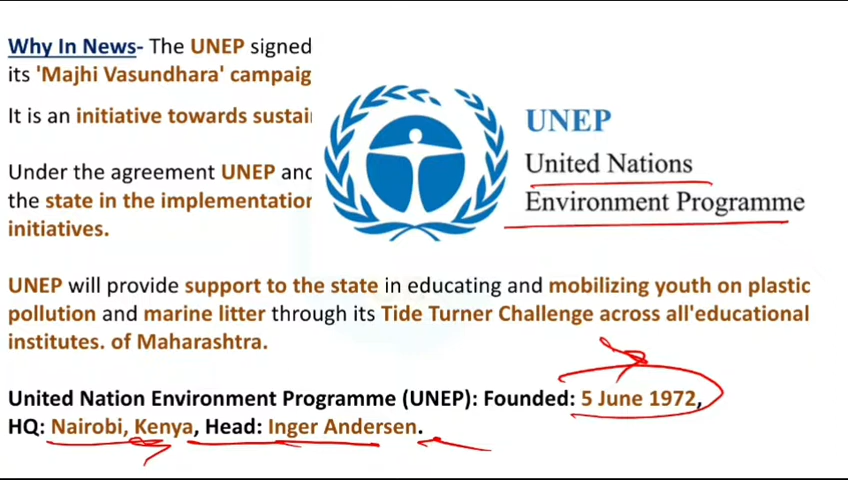 Why In News- The UNEP signed
its 'Majhi Vasundhara' campaig
It is an initiative towards sustai
Under the agreement UNEP and
the state in the implementation
initiatives.
UNEP
United Nations
Environment Programme
UNEP will provide support to the state in educating and mobilizing youth on plastic
pollution and marine litter through its Tide Turner Challenge across all'educational
institutes. of Maharashtra.
United Nation Environment Programme (UNEP): Founded: 5 June 1972,
HQ: Nairobi, Kenya, Head: Inger Andersen.